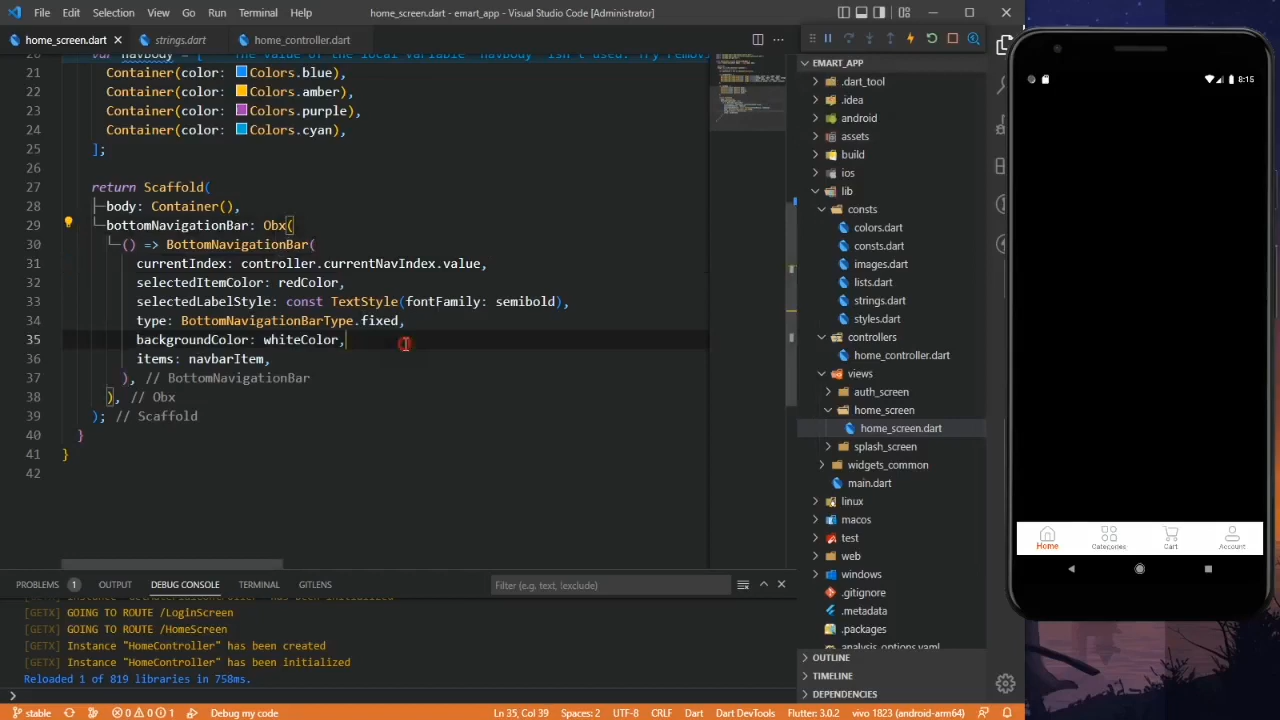 File Edit Selection View Go Run Terminal Help
home_screen.dart - emart_app - Visual Studio Code [Administrator]
home_screen.dart
strings.dart
home_controller.dart
var navBody = [ The value of the local variable 'navBody' isn't used. Try remov
21 Container(color: Colors.blue),
22 Container(color: Colors.amber),
23 Container(color: Colors.purple),
24 Container(color: Colors.cyan),
25 ];
26
27 return Scaffold(
28 body: Container(),
29 bottomNavigationBar: Obx(
30 () => BottomNavigationBar(
31 currentIndex: controller.currentNavIndex.value,
32 selectedItemColor: redColor,
33 selectedLabelStyle: const TextStyle(fontFamily: semibold),
34 type: BottomNavigationBarType.fixed,
35 backgroundColor: whiteColor,
36 items: navbarItem,
37 ), // BottomNavigationBar
38 ), // Obx
39 ); // Scaffold
40 }
41 }
42
PROBLEMS 1 OUTPUT DEBUG CONSOLE TERMINAL GITLENS
Filter (e.g. text, !exclude)
[GETX] GOING TO ROUTE /LoginScreen
[GETX] GOING TO ROUTE /HomeScreen
[GETX] Instance "HomeController" has been created
[GETX] Instance "HomeController" has been initialized
Reloaded 1 of 819 libraries in 758ms.
EMART_APP
.dart_tool
.idea
android
assets
build
ios
lib
consts
colors.dart
consts.dart
images.dart
lists.dart
strings.dart
styles.dart
controllers
home_controller.dart
views
auth_screen
home_screen
home_screen.dart
splash_screen
widgets_common
main.dart
linux
macos
test
web
windows
.gitignore
.metadata
.packages
analysis_options.yaml
OUTLINE
TIMELINE
DEPENDENCIES
8:15
Home Categories Cart Account
stable 0 0 1 Debug my code Ln 35, Col 39 Spaces: 2 UTF-8 CRLF Dart Dart DevTools Flutter: 3.0.2 vivo 1823 (android-arm64)